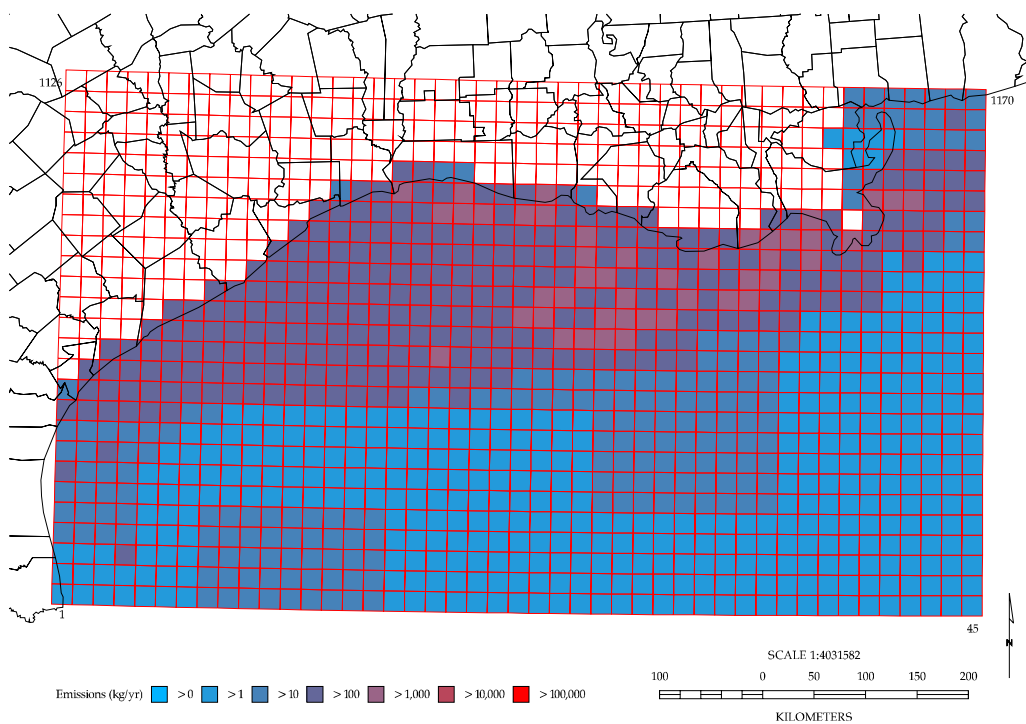 1126
1170
1
45
N
SCALE 1:4031582
Emissions (kg/yr) > 0 > 1 > 10 > 100 > 1,000 > 10,000 > 100,000
100 0 50 100 150 200
KILOMETERS